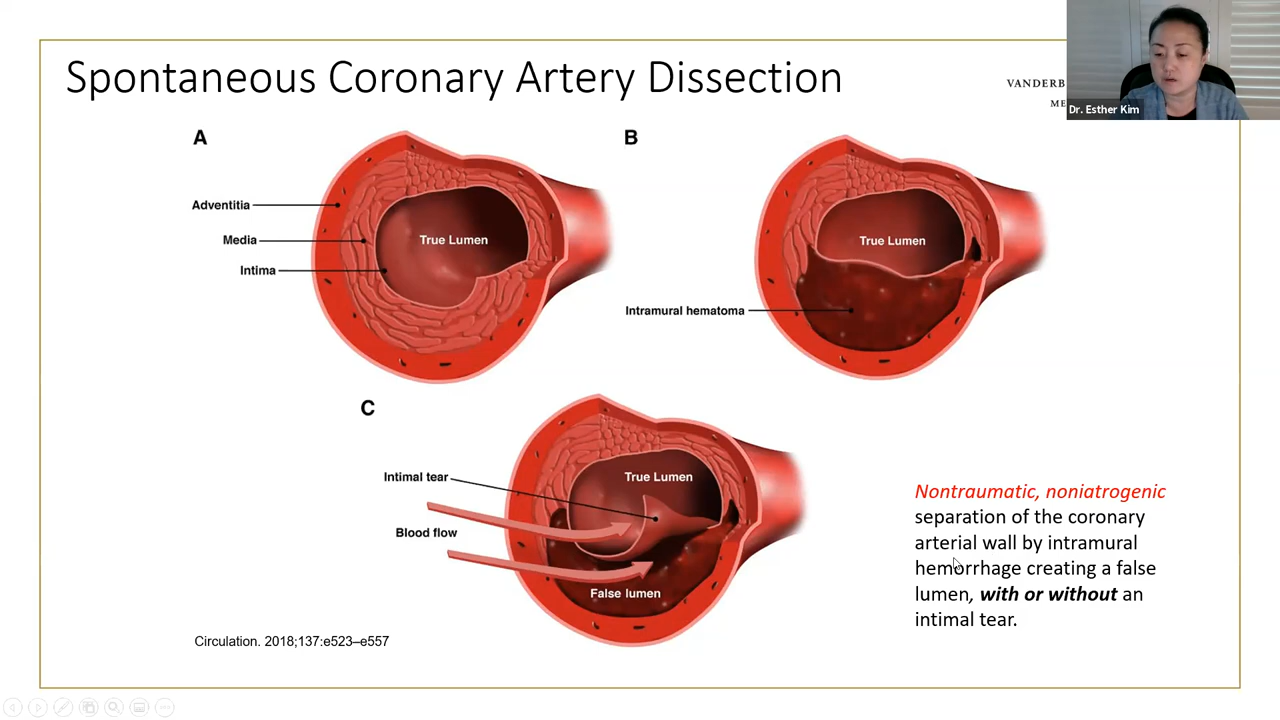 Spontaneous Coronary Artery Dissection
Dr. Esther Kim
A
Adventitia
Media
Intima
True Lumen
B
True Lumen
Intramural hematoma
C
Intimal tear
Blood flow
True Lumen
False lumen
Nontraumatic, noniatrogenic
separation of the coronary
arterial wall by intramural
hemorrhage creating a false
lumen, with or without an
intimal tear.
Circulation. 2018;137:e523–e557